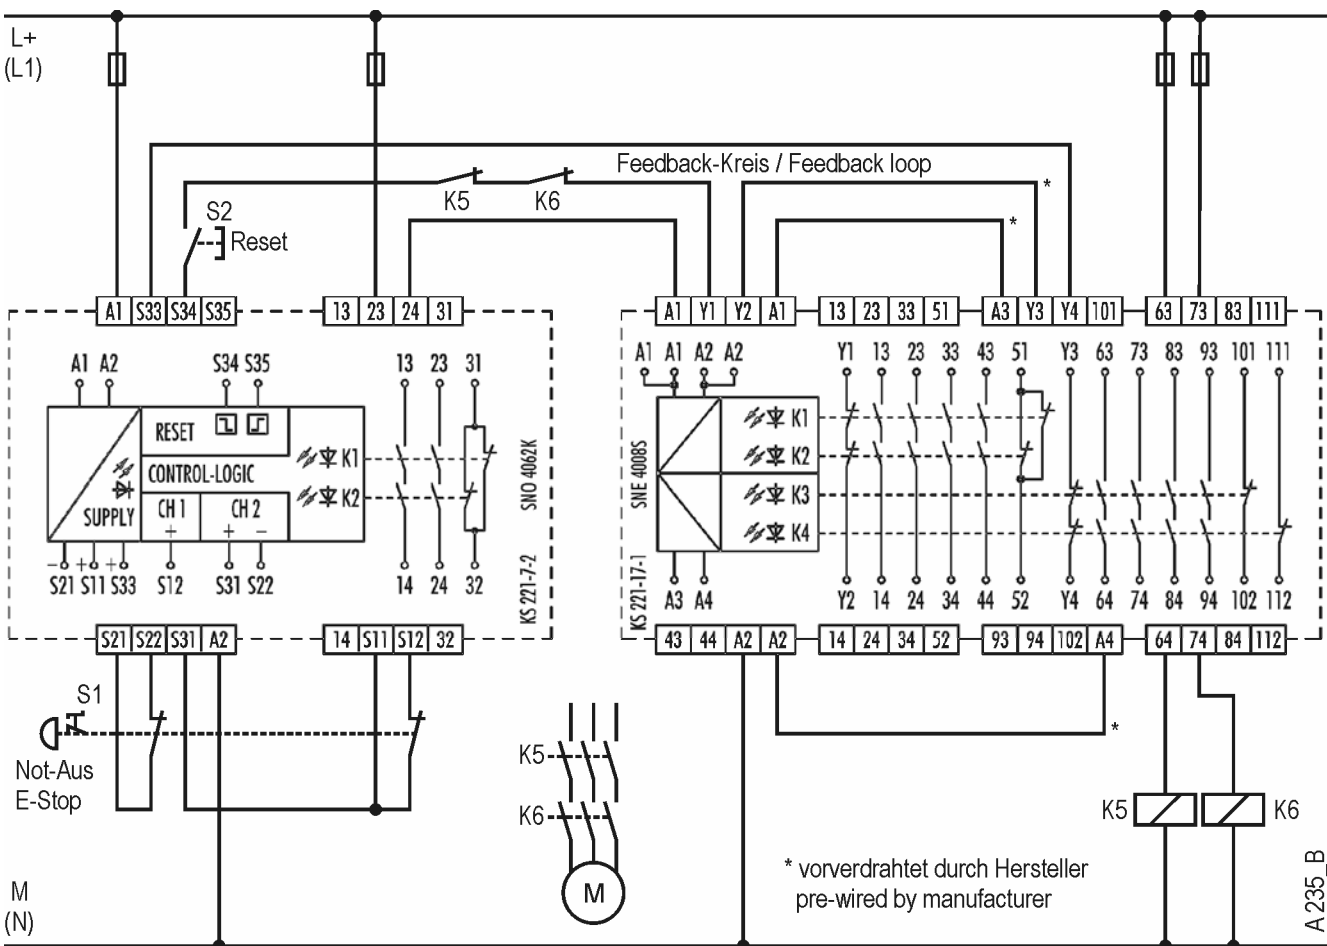 L+
(L1)
Feedback-Kreis / Feedback loop
*
K5 K6
S2
Reset
*
A1 S33 S34 S35 13 23 24 31 A1 Y1 Y2 A1 13 23 33 51 A3 Y3 Y4 101 63 73 83 111
A1 A2 S34 S35 13 23 31 A1 A1 A2 A2 Y1 13 23 33 43 51 Y3 63 73 83 93 101 111
RESET
K1
K1
CONTROL-LOGIC
K2
K2
SUPPLY
CH 1 CH 2
+ + -
K3
K4
SNO 4062K
SNE 4008S
- + +
S21 S11 S33 S12 S31 S22 14 24 32 A3 A4 Y2 14 24 34 44 52 Y4 64 74 84 94 102 112
KS 221-7-2
KS 221-17-1
S21 S22 S31 A2 14 S11 S12 32 43 44 A2 A2 14 24 34 52 93 94 102 A4 64 74 84 112
S1
*
Not-Aus
E-Stop
K5
K6
K5 K6
M
* vorverdrahtet durch Hersteller
pre-wired by manufacturer
M
(N)
A 235_B